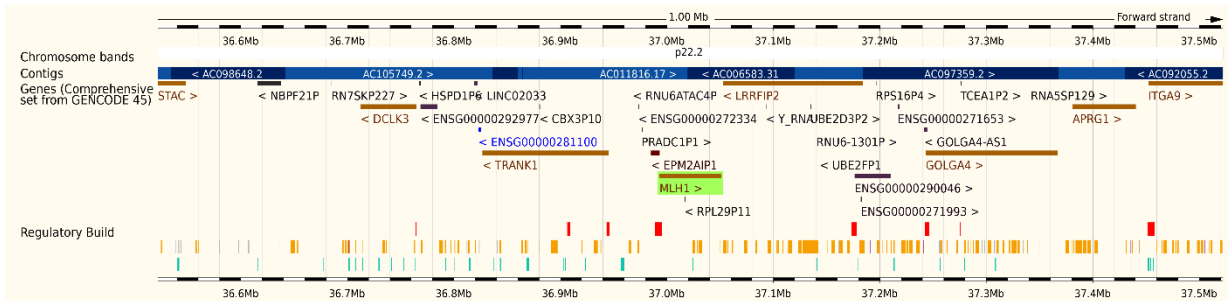 1.00 Mb Forward strand
36.6Mb 36.7Mb 36.8Mb 36.9Mb 37.0Mb 37.1Mb 37.2Mb 37.3Mb 37.4Mb 37.5Mb
Chromosome bands p22.2
Contigs < AC098648.2 AC105749.2 > AC011816.17 > < AC006583.31 AC097359.2 > < AC092055.2
Genes (Comprehensive set from GENCODE 45)
STAC > < NBPF21P RN7SKP227 > < HSPD1P6 < LINC02033 < RNU6ATAC4P < LRRFIP2 RPS16P4 > TCEA1P2 > RNA5SP129 > ITGA9 >
< DCLK3 < ENSG00000292977 < CBX3P10 < ENSG00000272334 < Y_RNA UBE2D3P2 > ENSG00000271653 > APRG1 >
< ENSG00000281100 PRADC1P1 > RNU6-1301P > < GOLGA4-AS1
< TRANK1 < EPM2AIP1 < UBE2FP1 GOLGA4 >
MLH1 > ENSG00000290046 >
< RPL29P11 ENSG00000271993 >
Regulatory Build
36.6Mb 36.7Mb 36.8Mb 36.9Mb 37.0Mb 37.1Mb 37.2Mb 37.3Mb 37.4Mb 37.5Mb